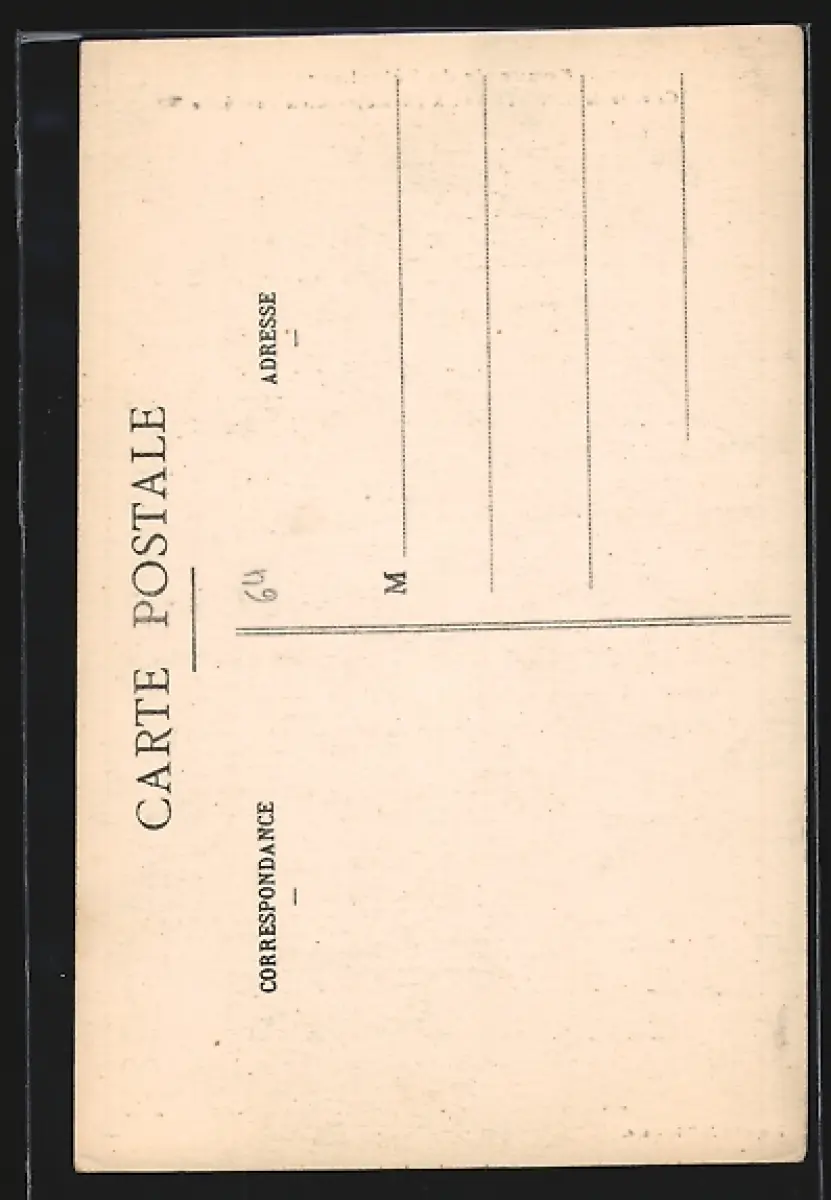 CARTE POSTALE
CORRESPONDANCE
ADRESSE
64
M